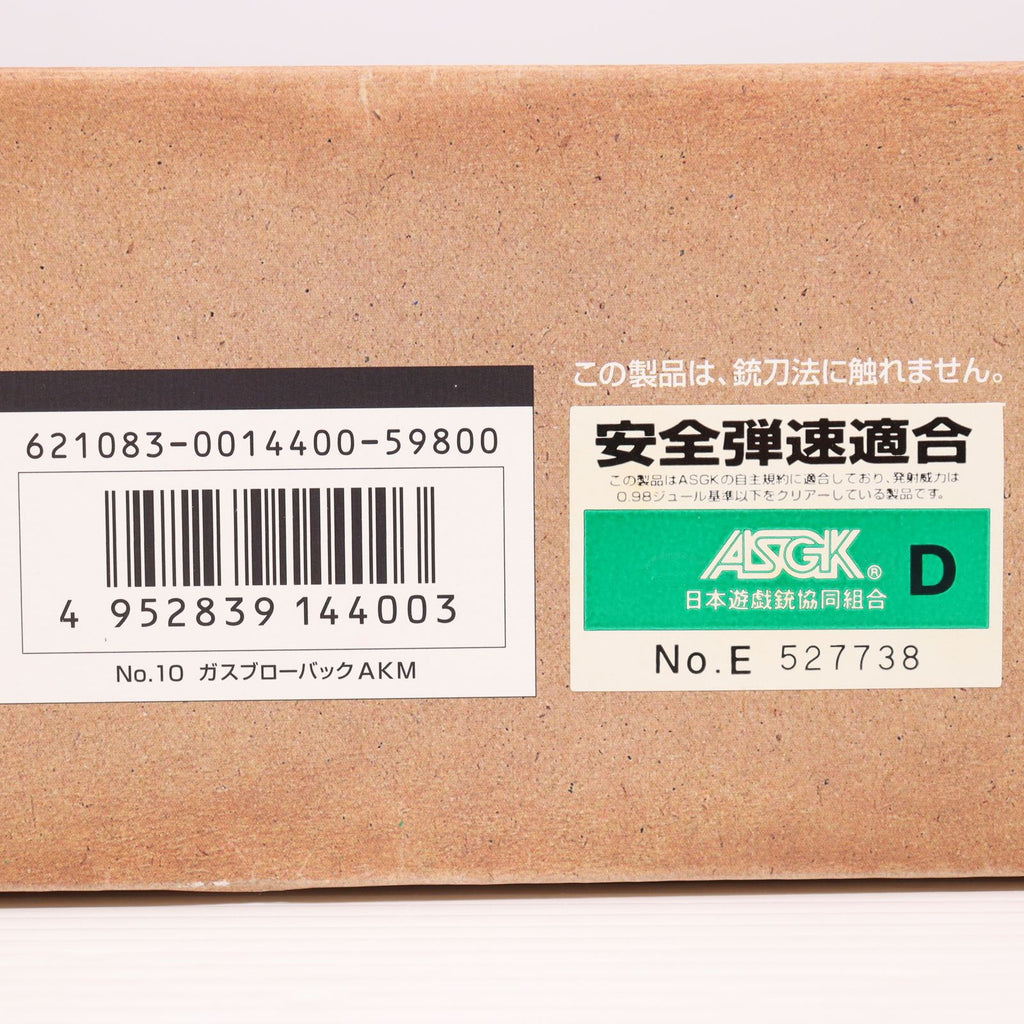 621083-0014400-59800
4 952839 144003
No.10 ガスブローバックAKM
この製品は、銃刀法に触れません。
安全弾速適合
この製品はASGKの自主規約に適合しており、発射威力は
0.98ジュール基準以下をクリアーしている製品です。
ASGK® D
日本遊戯銃協同組合
No.E 527738